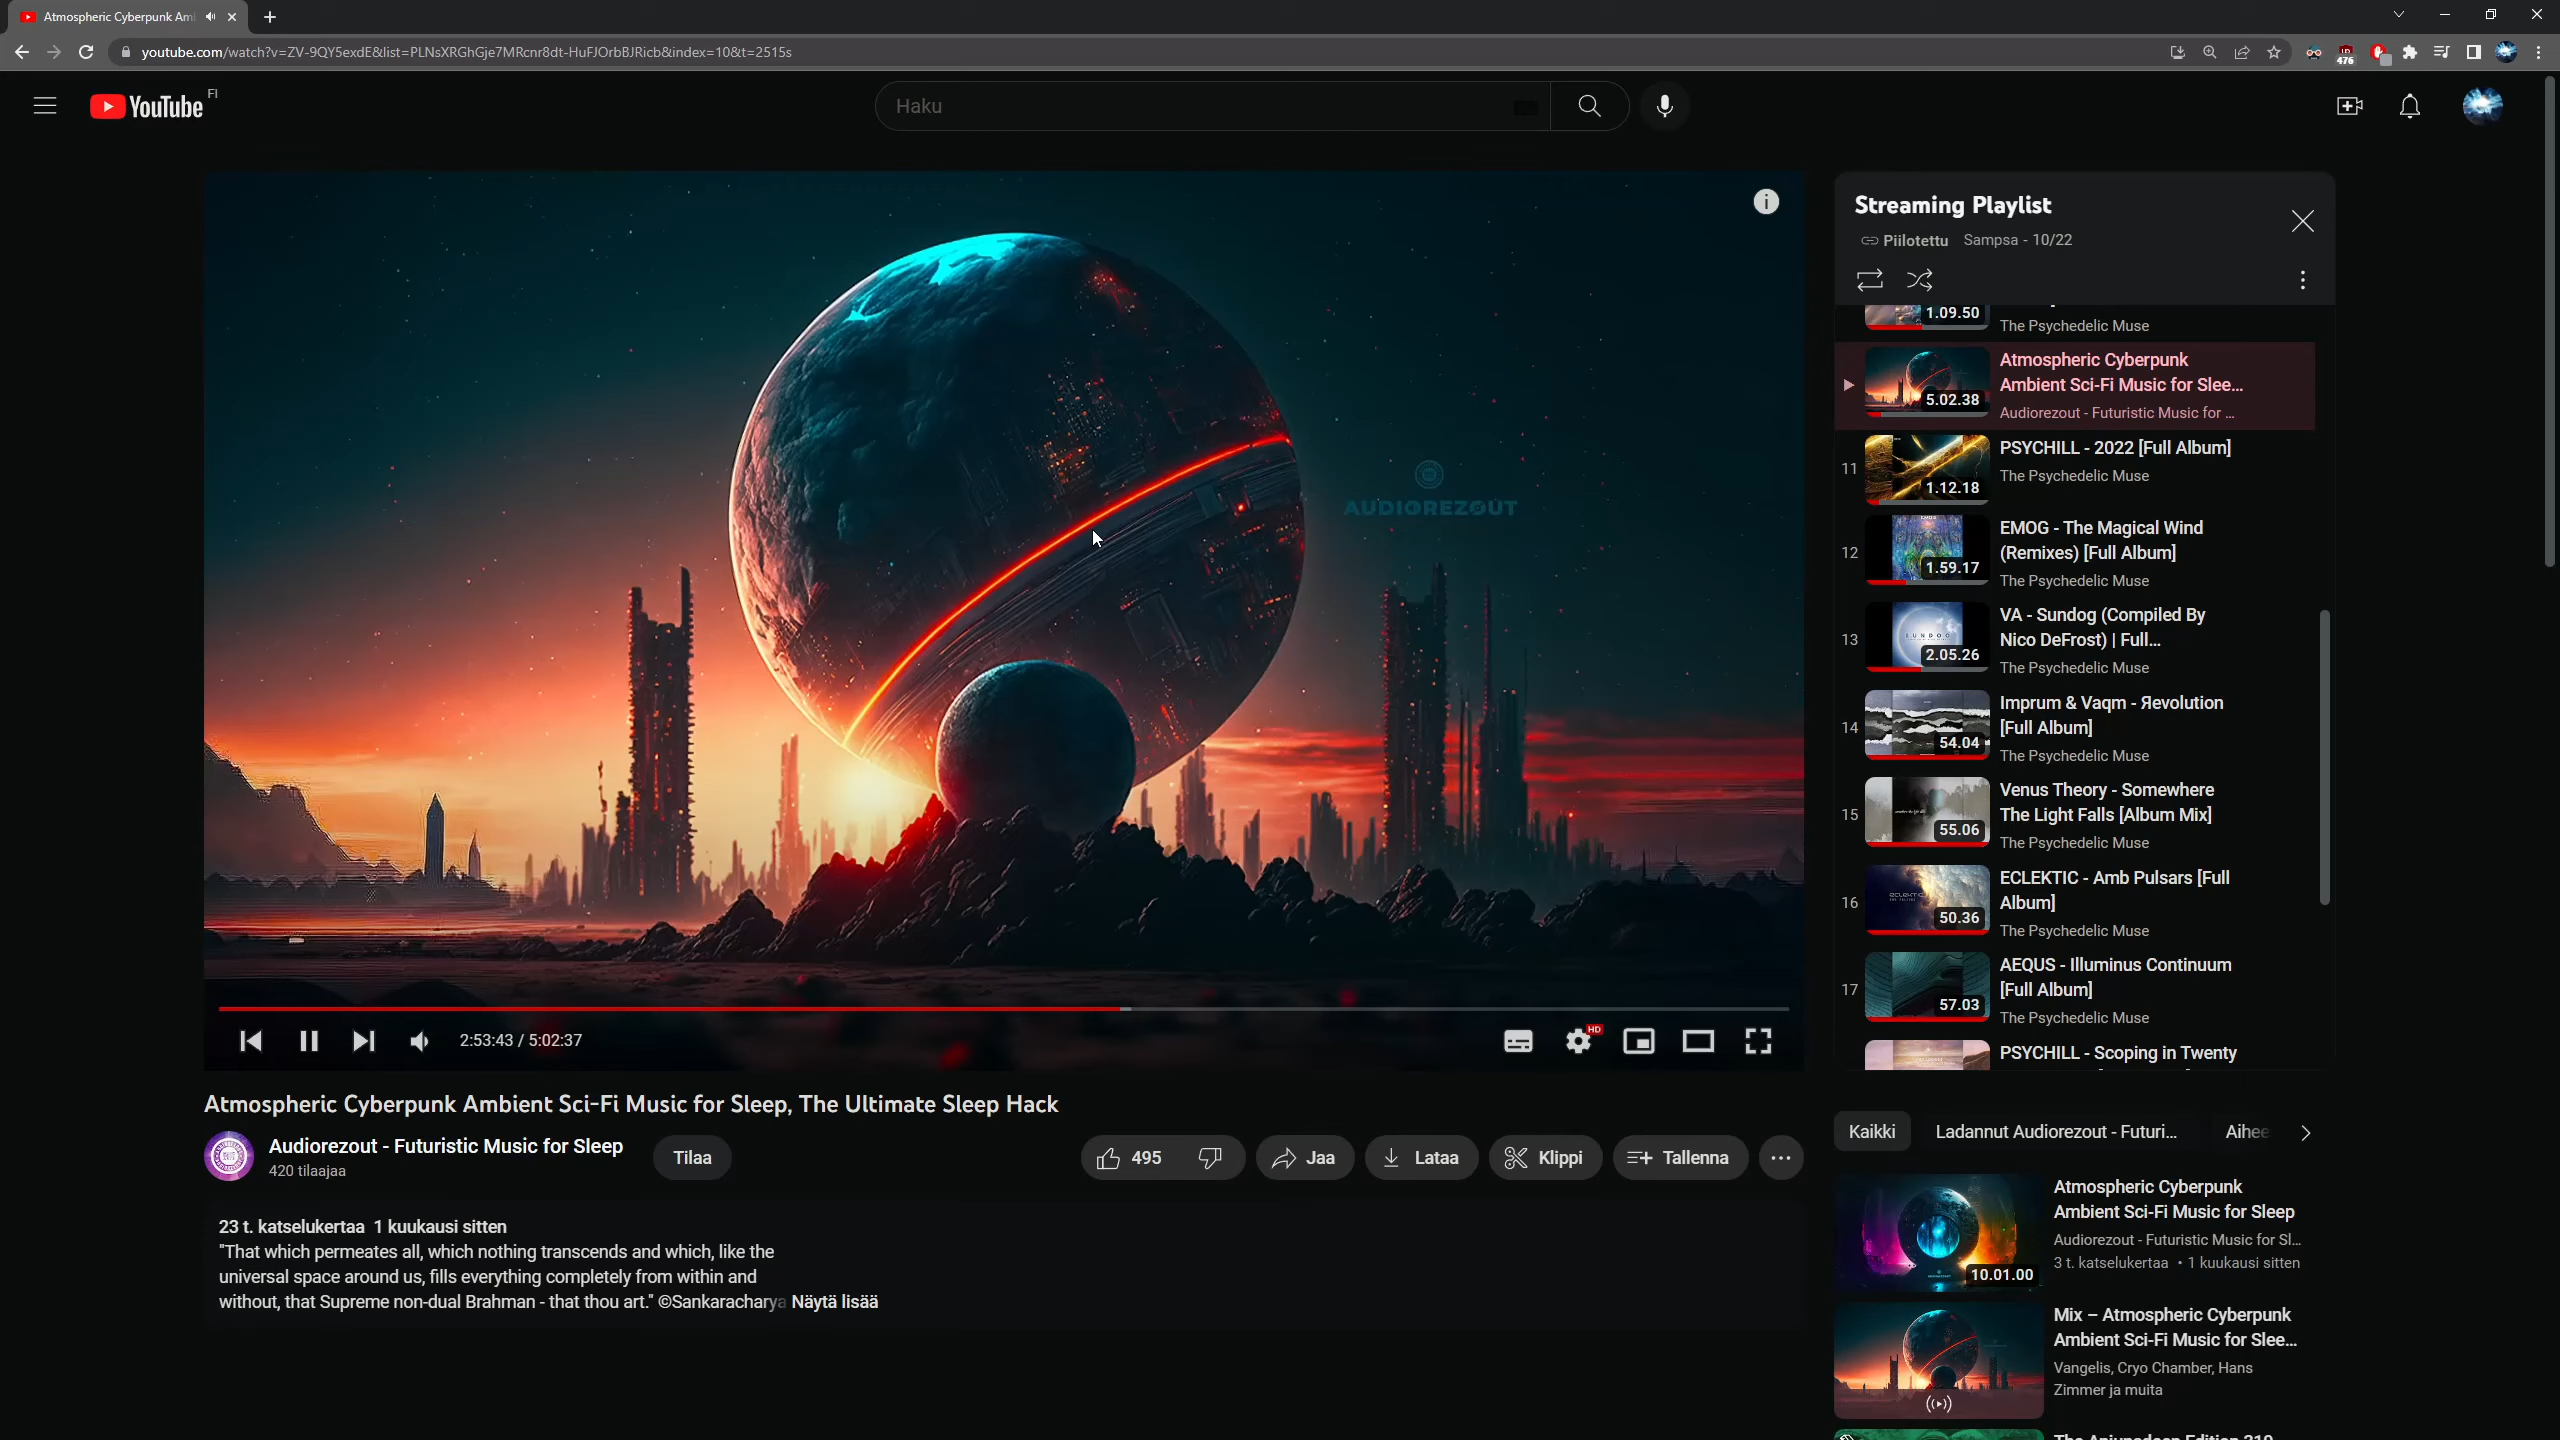 Atmospheric Cyberpunk Am
youtube.com/watch?v=ZV-9QY5exdE&list=PLNsXRGhGje7MRcnr8dt-HuFJOrbBJRicb&index=10&t=2515s
476
YouTube FI
Haku
AUDIOREZOUT
2:53:43 / 5:02:37
HD
Atmospheric Cyberpunk Ambient Sci-Fi Music for Sleep, The Ultimate Sleep Hack
Audiorezout - Futuristic Music for Sleep
420 tilaajaa
Tilaa
495
Jaa
Lataa
Klippi
Tallenna
23 t. katselukertaa 1 kuukausi sitten
"That which permeates all, which nothing transcends and which, like the
universal space around us, fills everything completely from within and
without, that Supreme non-dual Brahman - that thou art." ©Sankaracharya Näytä lisää
Streaming Playlist
Piilotettu Sampsa - 10/22
1.09.50
The Psychedelic Muse
5.02.38
Atmospheric Cyberpunk
Ambient Sci-Fi Music for Slee...
Audiorezout - Futuristic Music for ...
11
1.12.18
PSYCHILL - 2022 [Full Album]
The Psychedelic Muse
12
1.59.17
EMOG - The Magical Wind
(Remixes) [Full Album]
The Psychedelic Muse
13
SUNDOG
2.05.26
VA - Sundog (Compiled By
Nico DeFrost) | Full...
The Psychedelic Muse
14
54.04
Imprum & Vaqm - Яevolution
[Full Album]
The Psychedelic Muse
15
55.06
Venus Theory - Somewhere
The Light Falls [Album Mix]
The Psychedelic Muse
16
50.36
ECLEKTIC - Amb Pulsars [Full
Album]
The Psychedelic Muse
17
57.03
AEQUS - Illuminus Continuum
[Full Album]
The Psychedelic Muse
PSYCHILL - Scoping in Twenty
Kaikki
Ladannut Audiorezout - Futuri...
Aihee
10.01.00
Atmospheric Cyberpunk
Ambient Sci-Fi Music for Sleep
Audiorezout - Futuristic Music for Sl...
3 t. katselukertaa • 1 kuukausi sitten
Mix – Atmospheric Cyberpunk
Ambient Sci-Fi Music for Slee...
Vangelis, Cryo Chamber, Hans
Zimmer ja muita